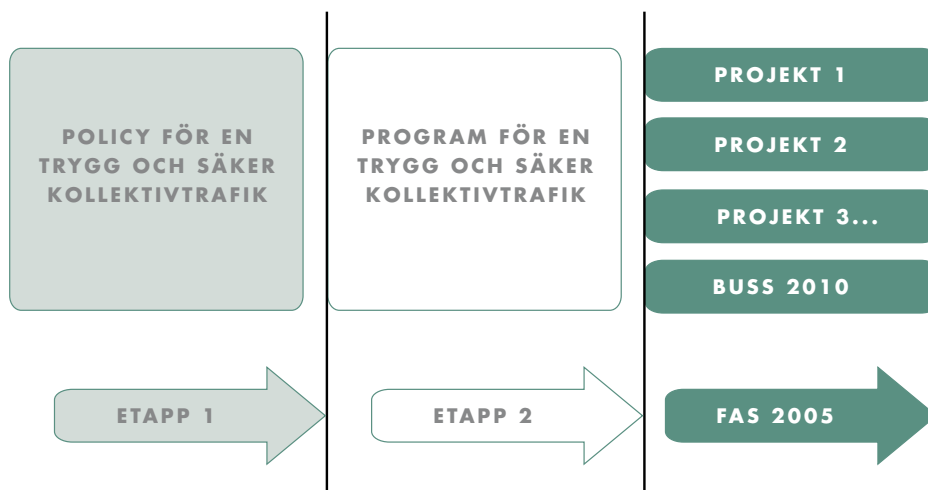 POLICY FÖR EN
TRYGG OCH SÄKER
KOLLEKTIVTRAFIK
PROGRAM FÖR EN
TRYGG OCH SÄKER
KOLLEKTIVTRAFIK
PROJEKT 1
PROJEKT 2
PROJEKT 3...
BUSS 2010
ETAPP 1
ETAPP 2
FAS 2005